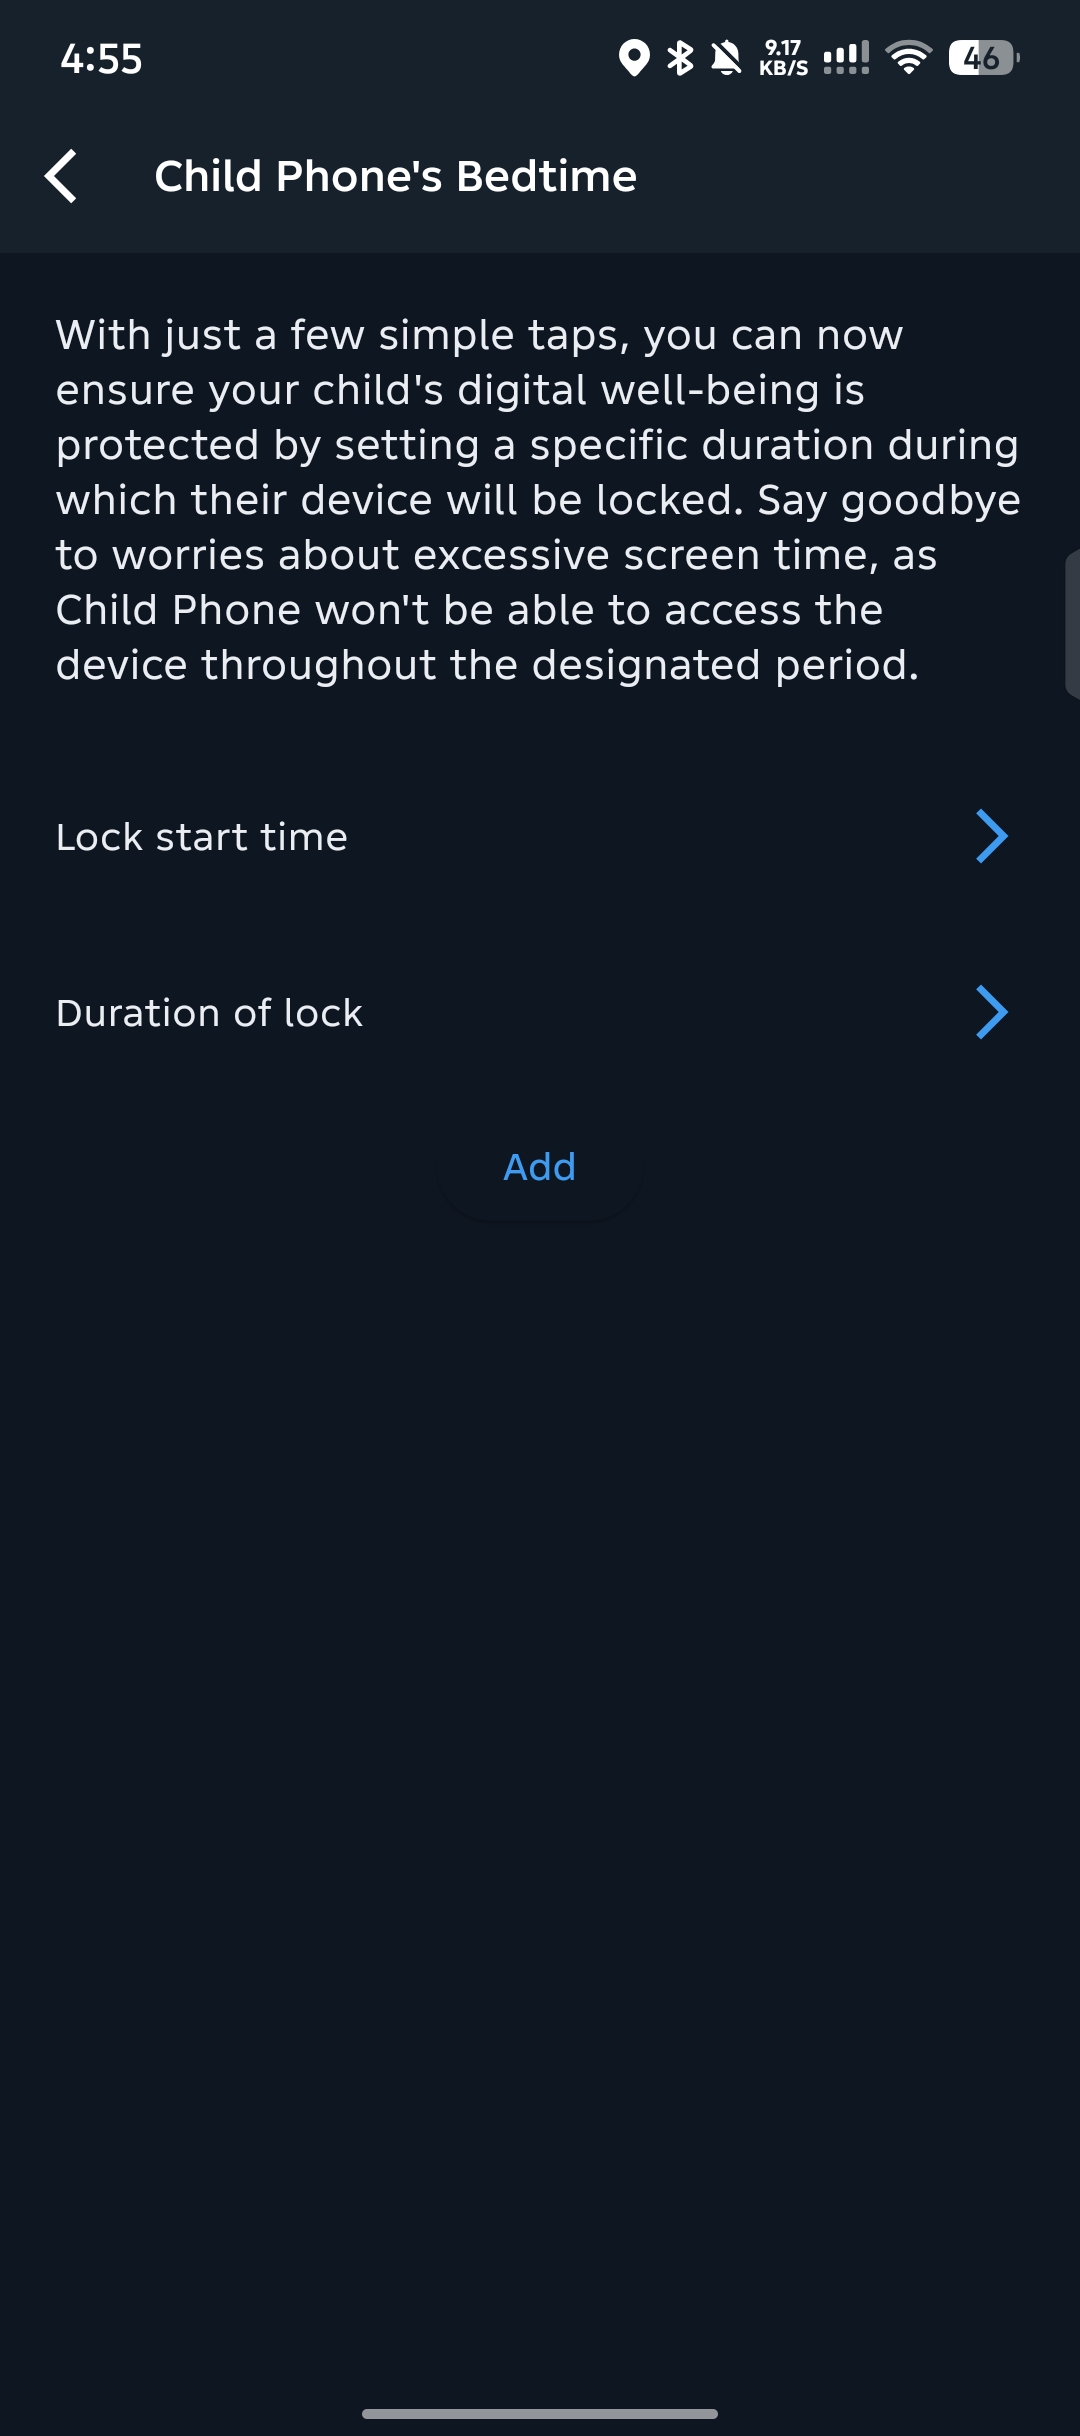 4:55
9.17
KB/S
46
Child Phone's Bedtime
With just a few simple taps, you can now
ensure your child's digital well-being is
protected by setting a specific duration during
which their device will be locked. Say goodbye
to worries about excessive screen time, as
Child Phone won't be able to access the
device throughout the designated period.
Lock start time
Duration of lock
Add